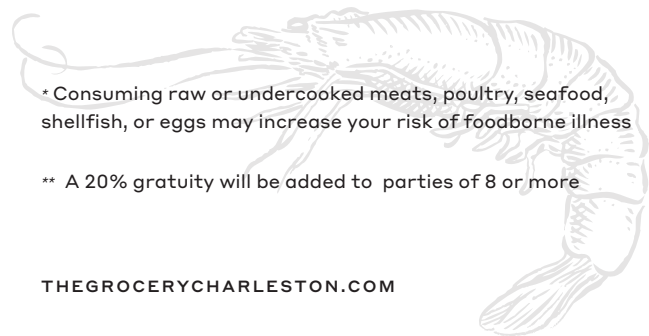 * Consuming raw or undercooked meats, poultry, seafood,
shellfish, or eggs may increase your risk of foodborne illness
** A 20% gratuity will be added to parties of 8 or more
THEGROCERYCHARLESTON.COM